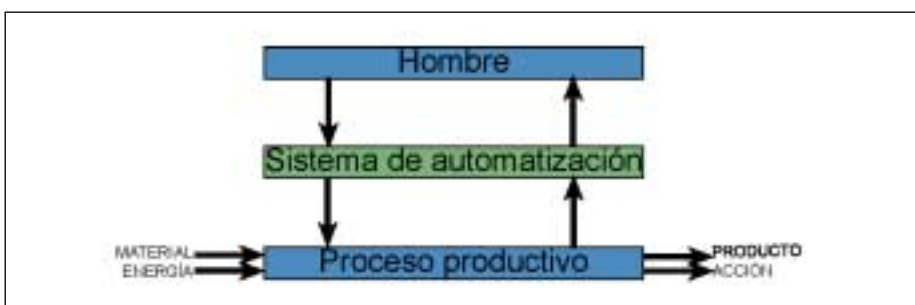 Hombre
Sistema de automatización
MATERIAL
ENERGÍA
Proceso productivo
PRODUCTO
ACCIÓN